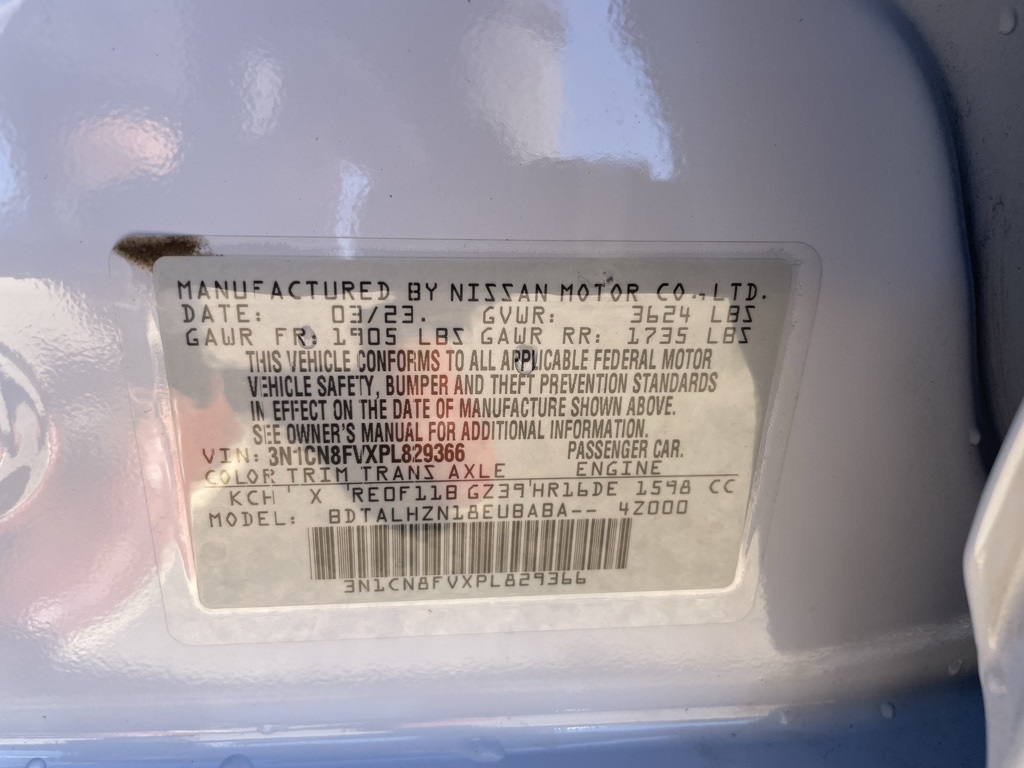 MANUFACTURED BY NISSAN MOTOR CO.,LTD.
DATE: 03/23. GVWR: 3624 LBS
GAWR FR: 1905 LBS GAWR RR: 1735 LBS
THIS VEHICLE CONFORMS TO ALL APPLICABLE FEDERAL MOTOR
VEHICLE SAFETY, BUMPER AND THEFT PREVENTION STANDARDS
IN EFFECT ON THE DATE OF MANUFACTURE SHOWN ABOVE.
SEE OWNER'S MANUAL FOR ADDITIONAL INFORMATION.
VIN: 3N1CN8FVXPL829366 PASSENGER CAR.
COLOR TRIM TRANS AXLE ENGINE
KCH X RE0F11B GZ39 HR16DE 1598 CC
MODEL: BDTALHZN18EUBABA-- 4Z000
3N1CN8FVXPL829366